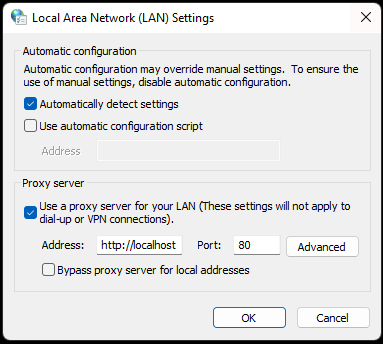 Local Area Network (LAN) Settings
Automatic configuration
Automatic configuration may override manual settings.  To ensure the
use of manual settings, disable automatic configuration.
Automatically detect settings
Use automatic configuration script
Address
Proxy server
Use a proxy server for your LAN (These settings will not apply to
dial-up or VPN connections).
Address: http://localhost Port: 80 Advanced
Bypass proxy server for local addresses
OK Cancel